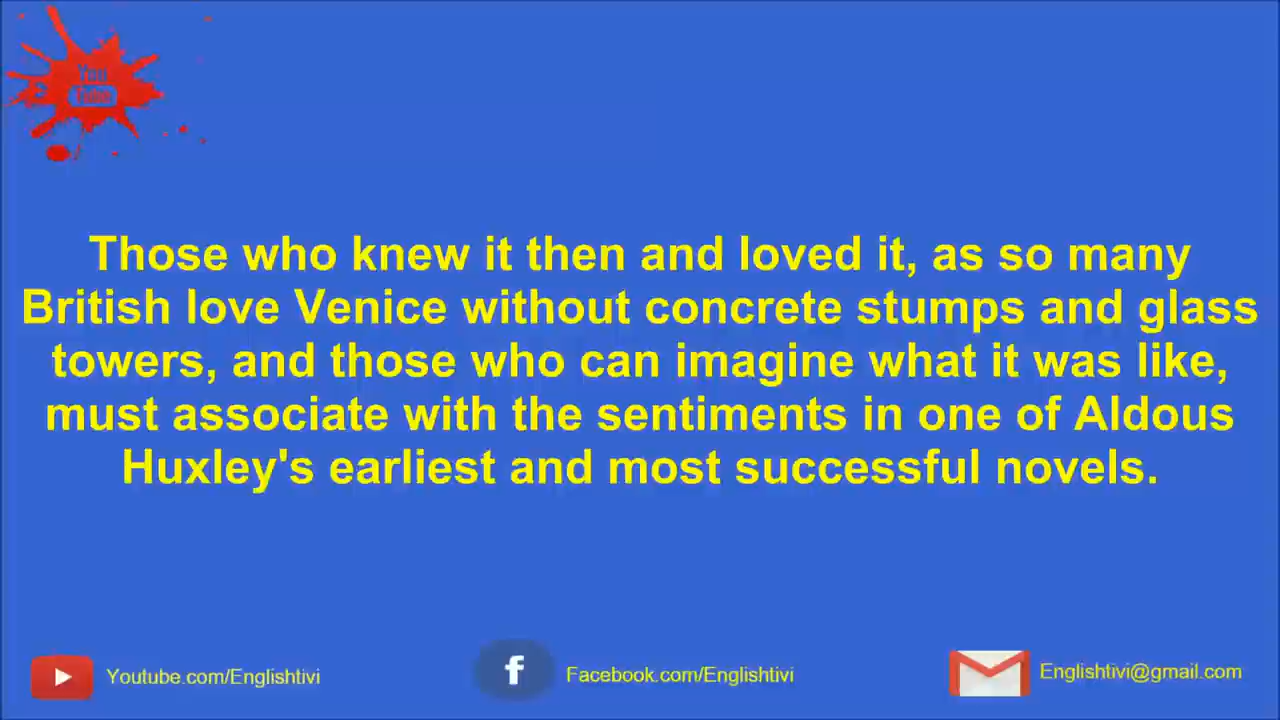 You
Tube
Those who knew it then and loved it, as so many
British love Venice without concrete stumps and glass
towers, and those who can imagine what it was like,
must associate with the sentiments in one of Aldous
Huxley's earliest and most successful novels.
Youtube.com/Englishtivi
f
Facebook.com/Englishtivi
Englishtivi@gmail.com